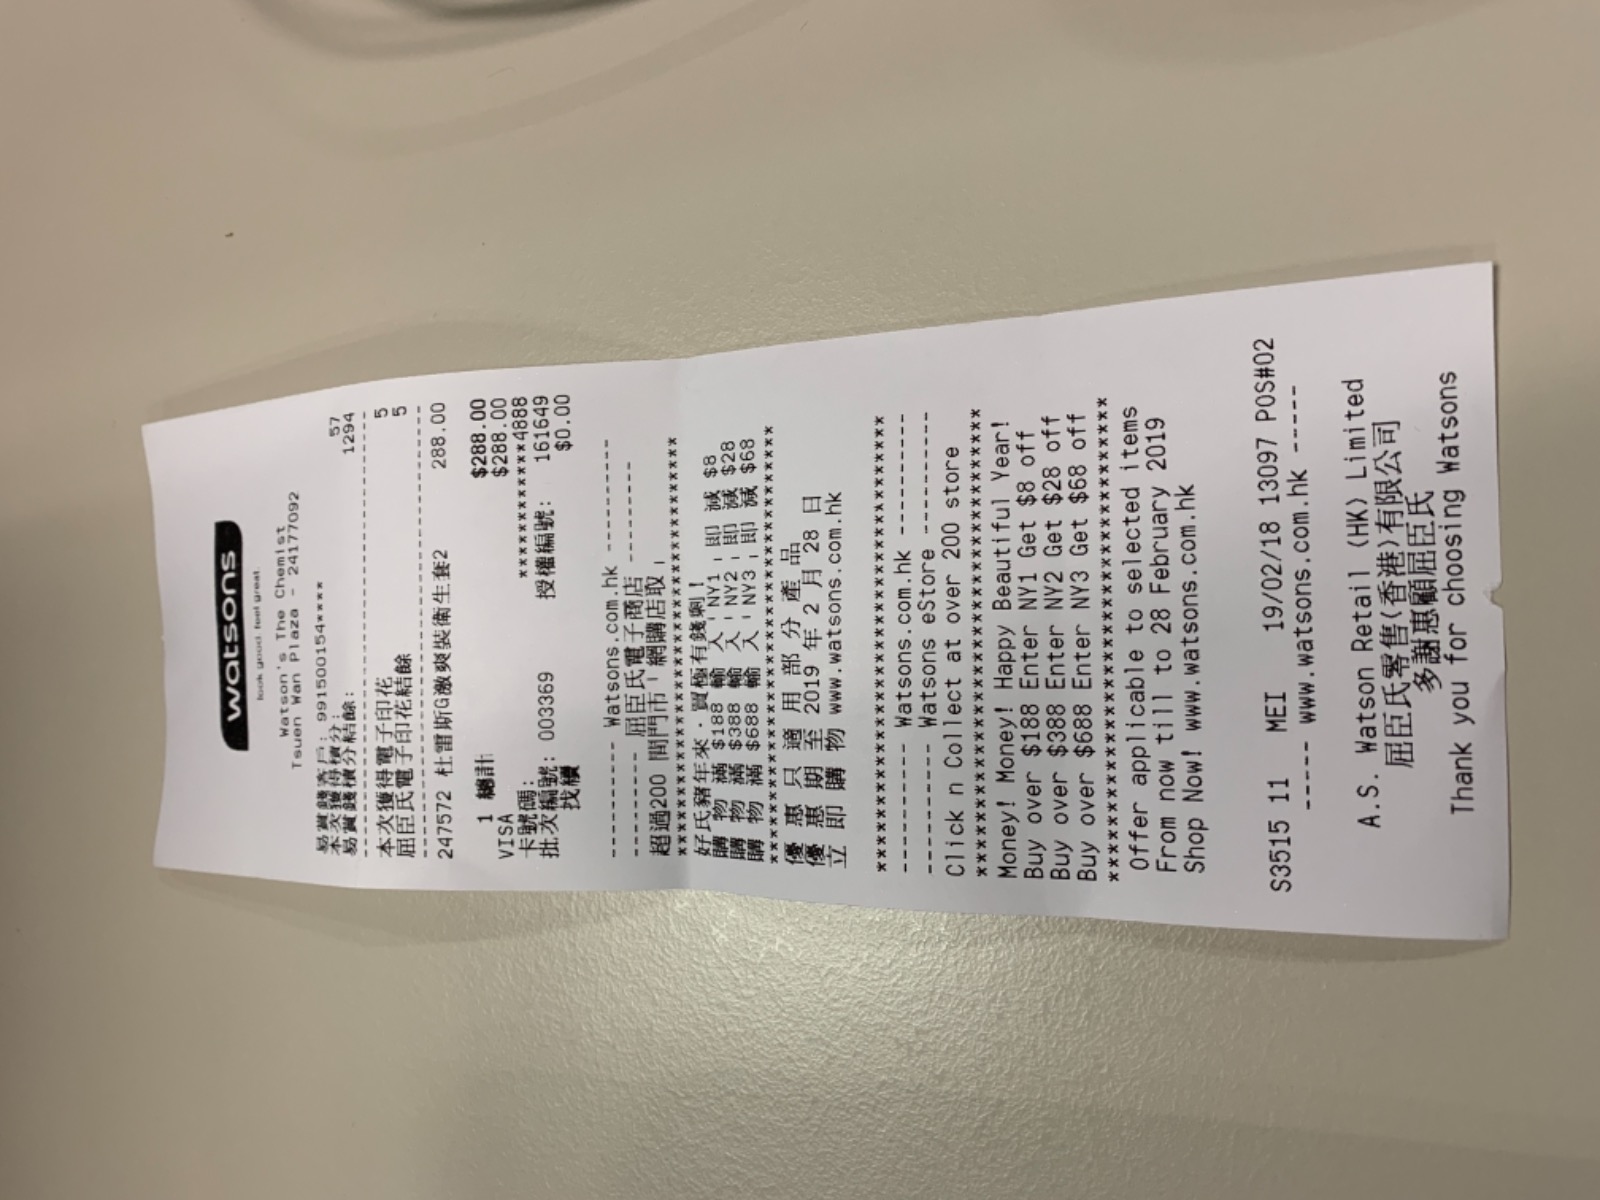 watsons
look good. feel great.
Watson's The Chemist
Tsuen Wan Plaza - 24177092
易賞錢客戶: 991500154****
本次獲得積分: 57
易賞錢積分結餘: 1294
--------------------------------------
本次獲得電子印花 5
屈臣氏電子印花結餘 5
--------------------------------------
247572 杜雷斯G激爽裝衛生套2 288.00
1 總計 $288.00
VISA $288.00
卡號碼: ************4888
批次編號: 003369 授權編號: 161649
找續 $0.00
---------- Watsons.com.hk ----------
--------- 屈臣氏電子商店 ---------
超過200 間門市「網購店取」
************************************
好氏豬年來．買極有錢剩！
購 物 滿 $188 輸 入「NY1」即 減 $8
購 物 滿 $388 輸 入「NY2」即 減 $28
購 物 滿 $688 輸 入「NY3」即 減 $68
************************************
優 惠 只 適 用 部 分 產 品
優 惠 期 至 2019 年 2 月 28 日
立 即 購 物 www.watsons.com.hk
************************************
---------- Watsons.com.hk ----------
---------- Watsons eStore ----------
Click n Collect at over 200 store
************************************
Money! Money! Happy Beautiful Year!
Buy over $188 Enter NY1 Get $8 off
Buy over $388 Enter NY2 Get $28 off
Buy over $688 Enter NY3 Get $68 off
************************************
Offer applicable to selected items
From now till to 28 February 2019
Shop Now! www.watsons.com.hk
S3515 11 MEI 19/02/18 13097 POS#02
----- www.watsons.com.hk -----
A.S. Watson Retail (HK) Limited
屈臣氏零售(香港)有限公司
多謝惠顧屈臣氏
Thank you for choosing Watsons